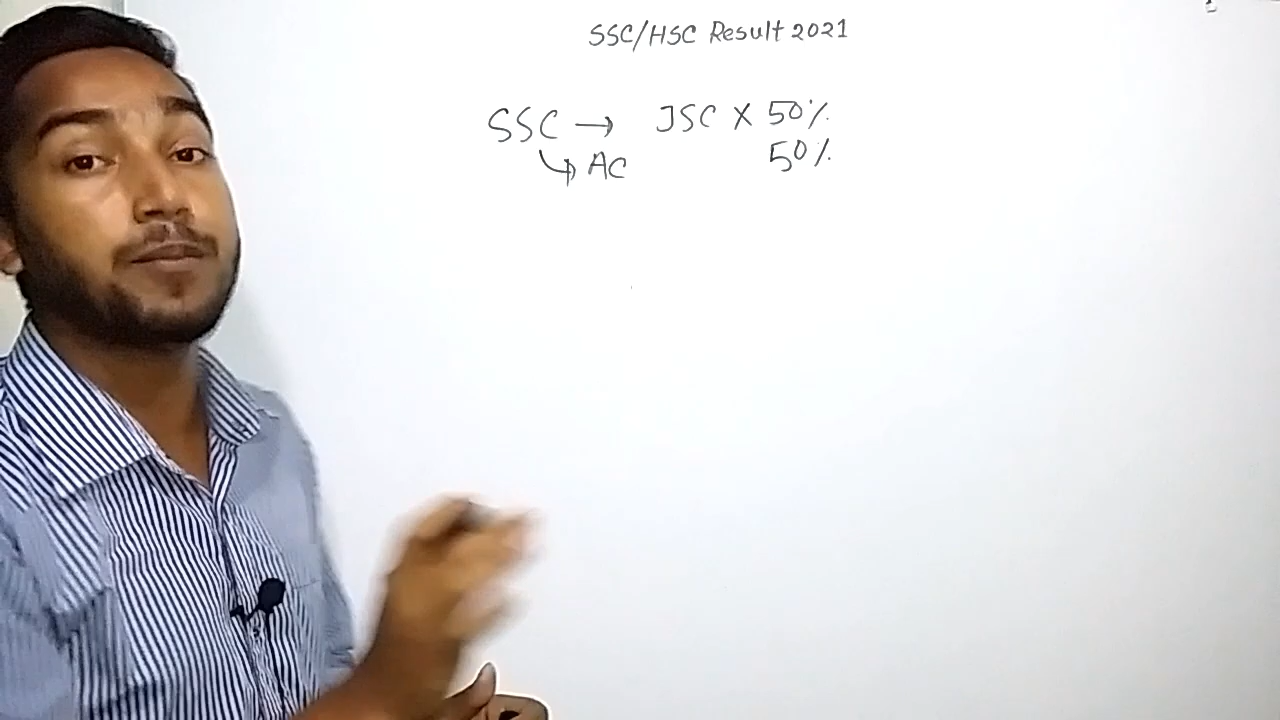 SSC/HSC Result 2021
SSC → JSC X 50%
↳ AC 50%